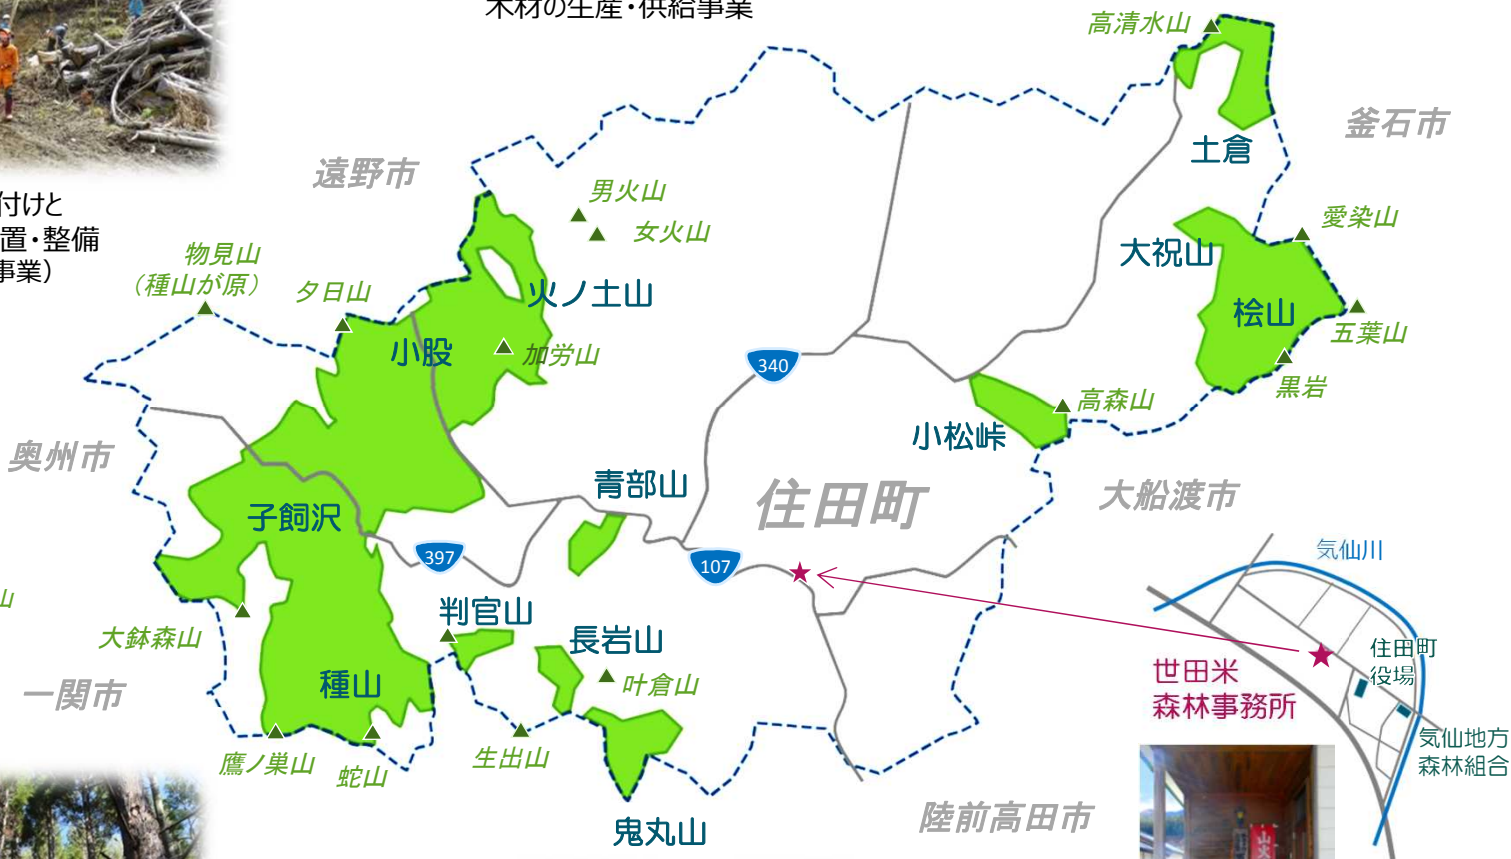 木材の生産・供給事業
高清水山
釜石市
土倉
遠野市
男火山
女火山
付けと
置・整備
事業）
物見山
（種山が原）
夕日山
愛染山
大祝山
火ノ土山
桧山
五葉山
小股
加労山
340
黒岩
高森山
小松峠
奥州市
青部山
住田町
大船渡市
子飼沢
397
107
気仙川
判官山
長岩山
大鉢森山
山
住田町
役場
世田米
森林事務所
種山
叶倉山
一関市
鷹ノ巣山
蛇山
生出山
気仙地方
森林組合
陸前高田市
鬼丸山
山火